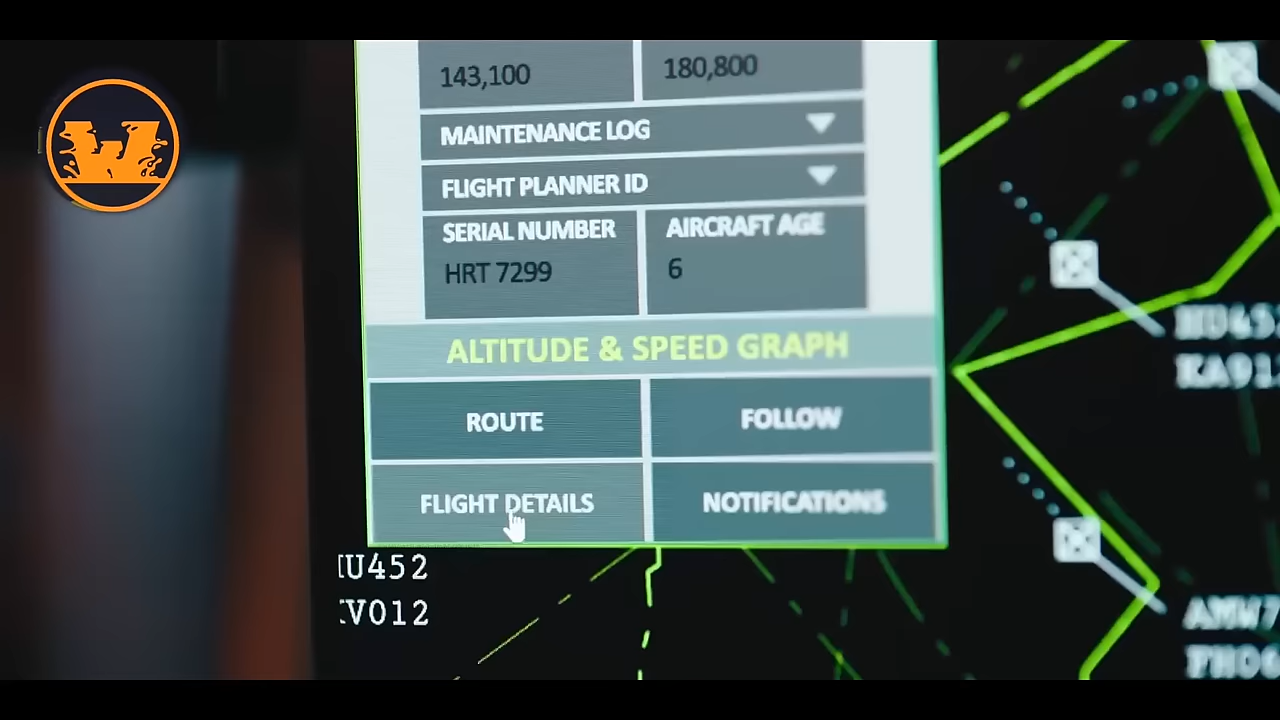 143,100
180,800
MAINTENANCE LOG
FLIGHT PLANNER ID
SERIAL NUMBER
AIRCRAFT AGE
HRT 7299
6
ALTITUDE & SPEED GRAPH
ROUTE
FOLLOW
FLIGHT DETAILS
NOTIFICATIONS
U452
V012